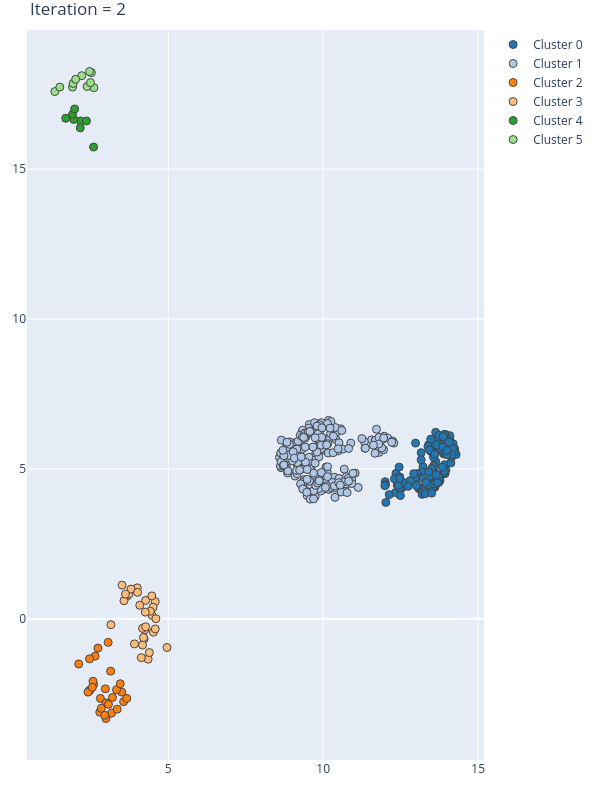 Iteration = 2
Cluster 0
Cluster 1
Cluster 2
Cluster 3
Cluster 4
Cluster 5
15
10
5
0
5
10
15